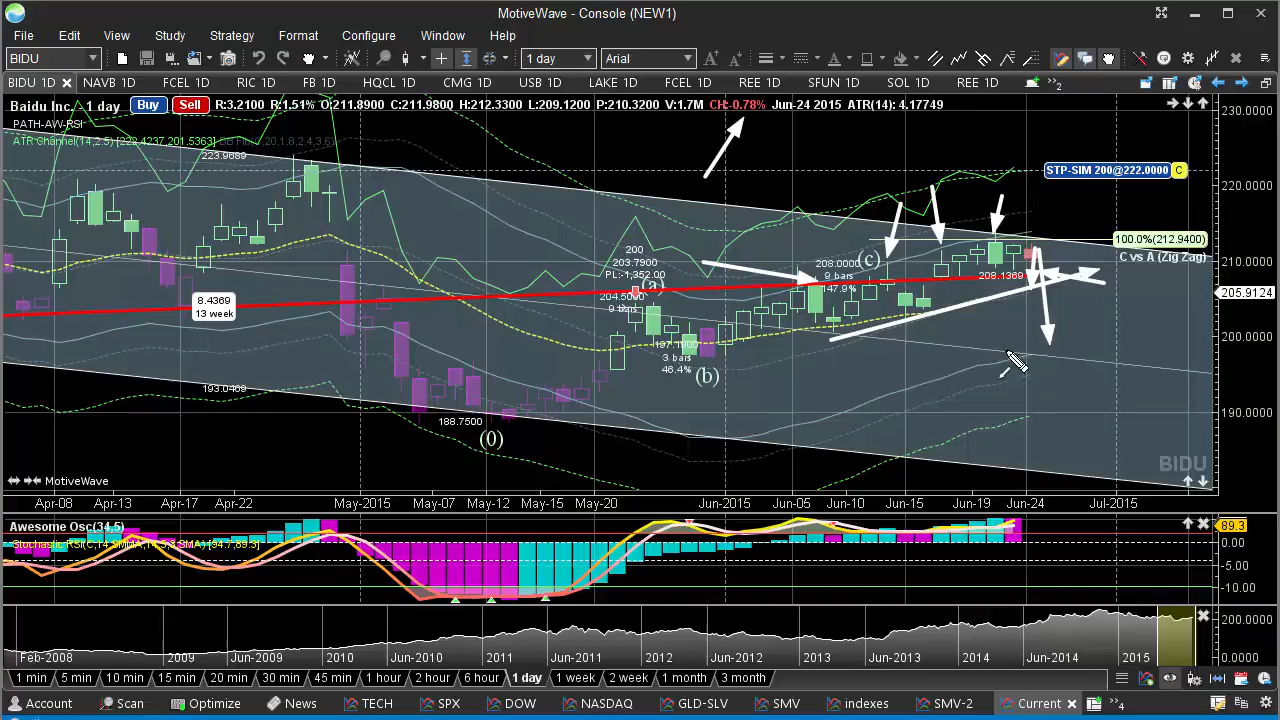 MotiveWave - Console (NEW1)
File Edit View Study Strategy Format Configure Window Help
BIDU 1 day Arial
BIDU 1D NAVB 1D FCEL 1D RIC 1D FB 1D HQCL 1D CMG 1D USB 1D LAKE 1D FCEL 1D REE 1D SFUN 1D SOL 1D REE 1D >>2
Baidu Inc. 1 day Buy Sell R:3.2100 R:1.51% O:211.8900 C:211.9800 H:212.3300 L:209.1200 P:210.3200 V:1.7M CH:-0.78% Jun-24 2015 ATR(14): 4.17749
PATH-AW-RSI
ATR Channel(14,2.5) [222.4237,201.5363]
223.9689
230.0000
STP-SIM 200@222.0000 C
220.0000
100.0%(212.9400)
C vs A (Zig Zag)
210.0000
205.9124
200.0000
190.0000
200
203.7900
PL:-1,352.00
(a)
204.5000
9 bars
208.0000
9 bars
147.9%
(c)
208.1369
8.4369
13 week
197.1900
3 bars
46.4%
(b)
193.0469
188.7500
(0)
BIDU
MotiveWave
Apr-08 Apr-13 Apr-17 Apr-22 May-2015 May-07 May-12 May-15 May-20 Jun-2015 Jun-05 Jun-10 Jun-15 Jun-19 Jun-24 Jul-2015
Awesome Osc(34,5)
89.3
0.00
-5.00
-10.00
200.0000
0.0000
Feb-2008 2009 Jun-2009 2010 Jun-2010 2011 Jun-2011 2012 Jun-2012 2013 Jun-2013 2014 Jun-2014 2015
1 min 5 min 10 min 15 min 20 min 30 min 45 min 1 hour 2 hour 6 hour 1 day 1 week 2 week 1 month 3 month
Account Scan Optimize News TECH SPX DOW NASDAQ GLD-SLV SMV indexes SMV-2 Current >>4